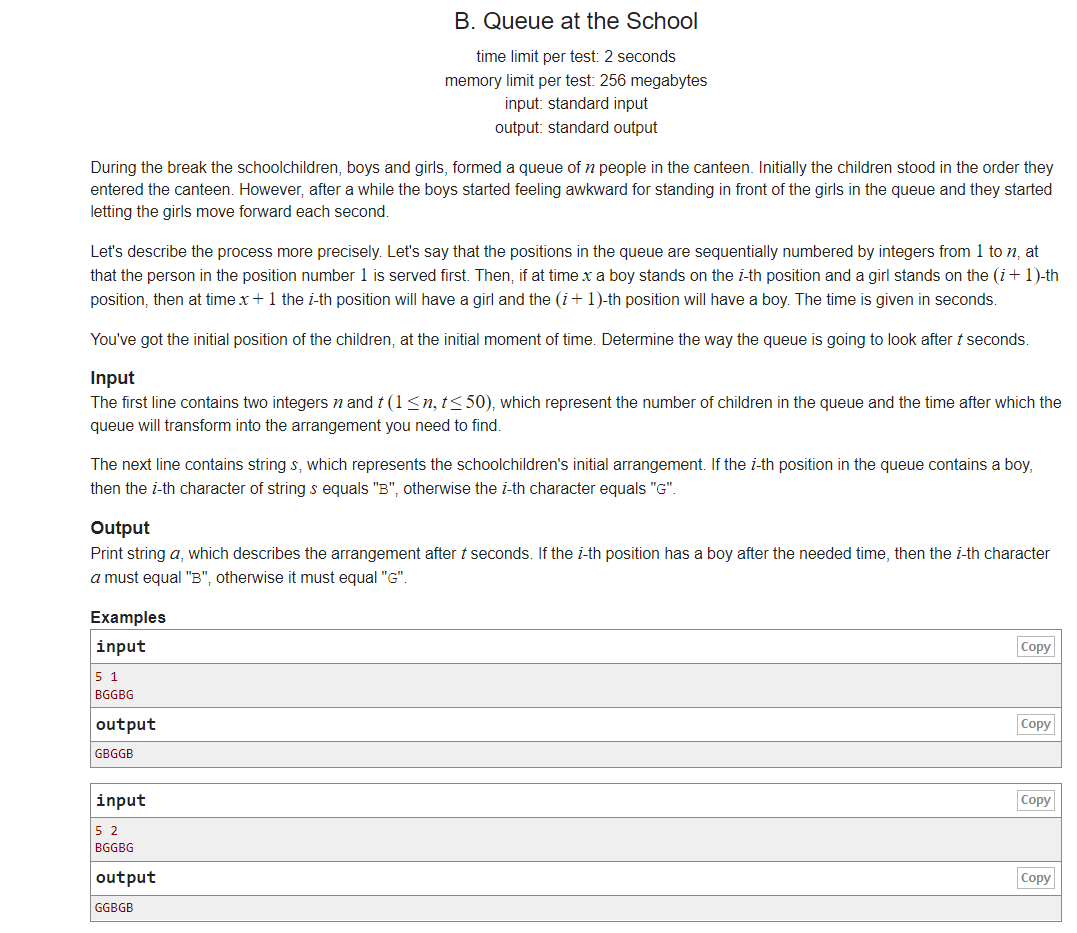 B. Queue at the School
time limit per test: 2 seconds
memory limit per test: 256 megabytes
input: standard input
output: standard output
During the break the schoolchildren, boys and girls, formed a queue of n people in the canteen. Initially the children stood in the order they
entered the canteen. However, after a while the boys started feeling awkward for standing in front of the girls in the queue and they started
letting the girls move forward each second.
Let's describe the process more precisely. Let's say that the positions in the queue are sequentially numbered by integers from 1 to n, at
that the person in the position number 1 is served first. Then, if at time x a boy stands on the i-th position and a girl stands on the (i + 1)-th
position, then at time x + 1 the i-th position will have a girl and the (i + 1)-th position will have a boy. The time is given in seconds.
You've got the initial position of the children, at the initial moment of time. Determine the way the queue is going to look after t seconds.
Input
The first line contains two integers n and t (1 ≤ n, t ≤ 50), which represent the number of children in the queue and the time after which the
queue will transform into the arrangement you need to find.
The next line contains string s, which represents the schoolchildren's initial arrangement. If the i-th position in the queue contains a boy,
then the i-th character of string s equals "B", otherwise the i-th character equals "G".
Output
Print string a, which describes the arrangement after t seconds. If the i-th position has a boy after the needed time, then the i-th character
a must equal "B", otherwise it must equal "G".
Examples
input Copy
5 1
BGGBG
output Copy
GBGGB
input Copy
5 2
BGGBG
output Copy
GGBGB